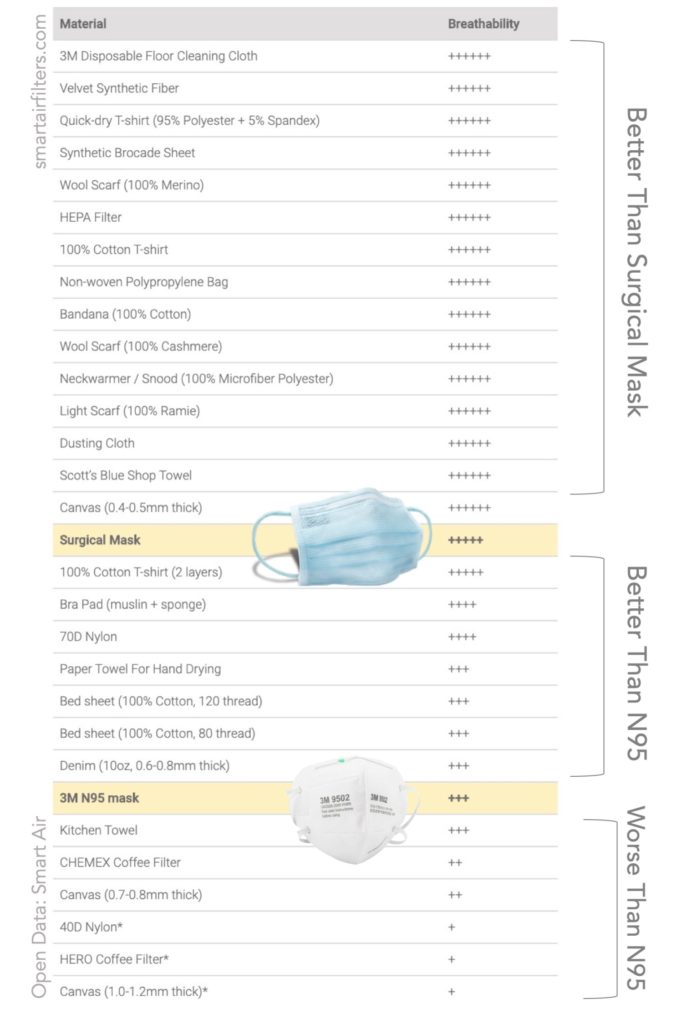 smartairfilters.com
Material Breathability
3M Disposable Floor Cleaning Cloth ++++++
Velvet Synthetic Fiber ++++++
Quick-dry T-shirt (95% Polyester + 5% Spandex) ++++++
Synthetic Brocade Sheet ++++++
Wool Scarf (100% Merino) ++++++
HEPA Filter ++++++
100% Cotton T-shirt ++++++
Non-woven Polypropylene Bag ++++++
Bandana (100% Cotton) ++++++
Wool Scarf (100% Cashmere) ++++++
Neckwarmer / Snood (100% Microfiber Polyester) ++++++
Light Scarf (100% Ramie) ++++++
Dusting Cloth ++++++
Scott's Blue Shop Towel ++++++
Canvas (0.4-0.5mm thick) ++++++
Better Than Surgical Mask
Surgical Mask +++++
100% Cotton T-shirt (2 layers) +++++
Bra Pad (muslin + sponge) ++++
70D Nylon ++++
Paper Towel For Hand Drying +++
Bed sheet (100% Cotton, 120 thread) +++
Bed sheet (100% Cotton, 80 thread) +++
Denim (10oz, 0.6-0.8mm thick) +++
Better Than N95
3M N95 mask +++
3M 9502
Kitchen Towel +++
CHEMEX Coffee Filter ++
Canvas (0.7-0.8mm thick) ++
40D Nylon* +
HERO Coffee Filter* +
Canvas (1.0-1.2mm thick)* +
Worse Than N95
Open Data: Smart Air